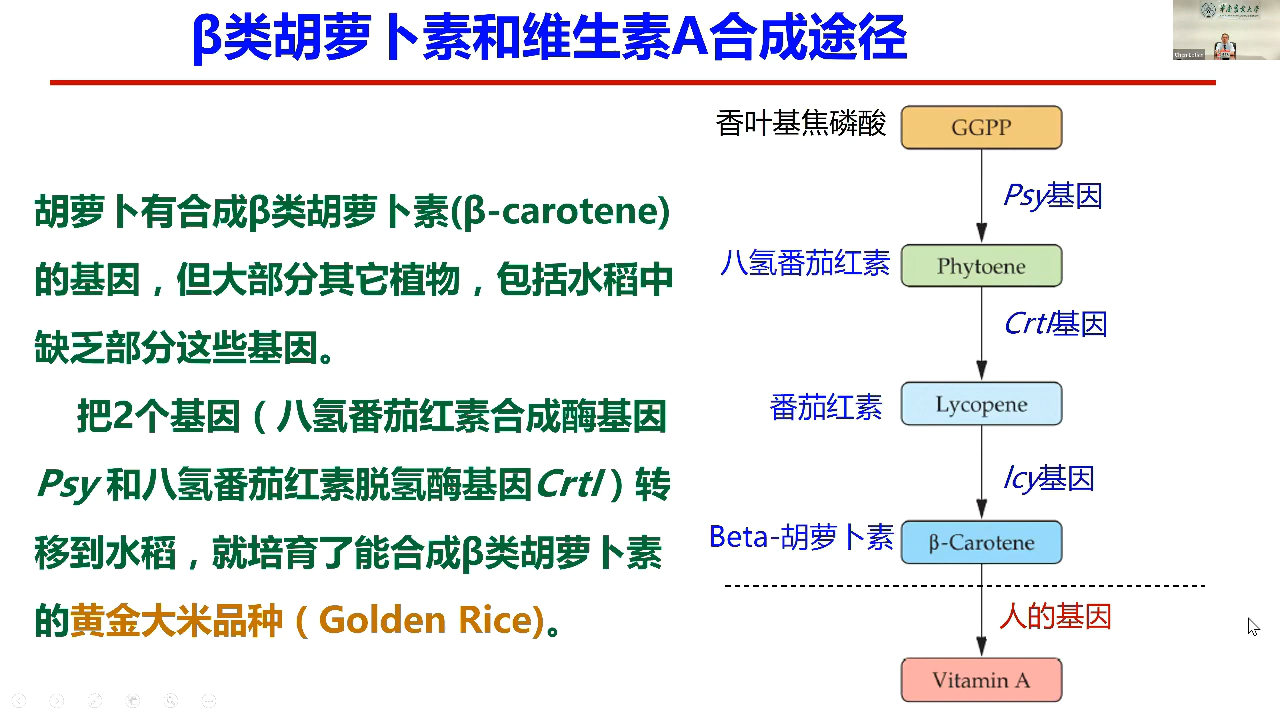 β类胡萝卜素和维生素A合成途径
华南农业大学
胡萝卜有合成β类胡萝卜素(β-carotene)
的基因，但大部分其它植物，包括水稻中
缺乏部分这些基因。
把2个基因（八氢番茄红素合成酶基因
Psy 和八氢番茄红素脱氢酶基因CrtI）转
移到水稻，就培育了能合成β类胡萝卜素
的黄金大米品种（Golden Rice)。
香叶基焦磷酸
GGPP
Psy基因
八氢番茄红素
Phytoene
CrtI基因
番茄红素
Lycopene
lcy基因
Beta-胡萝卜素
β-Carotene
人的基因
Vitamin A